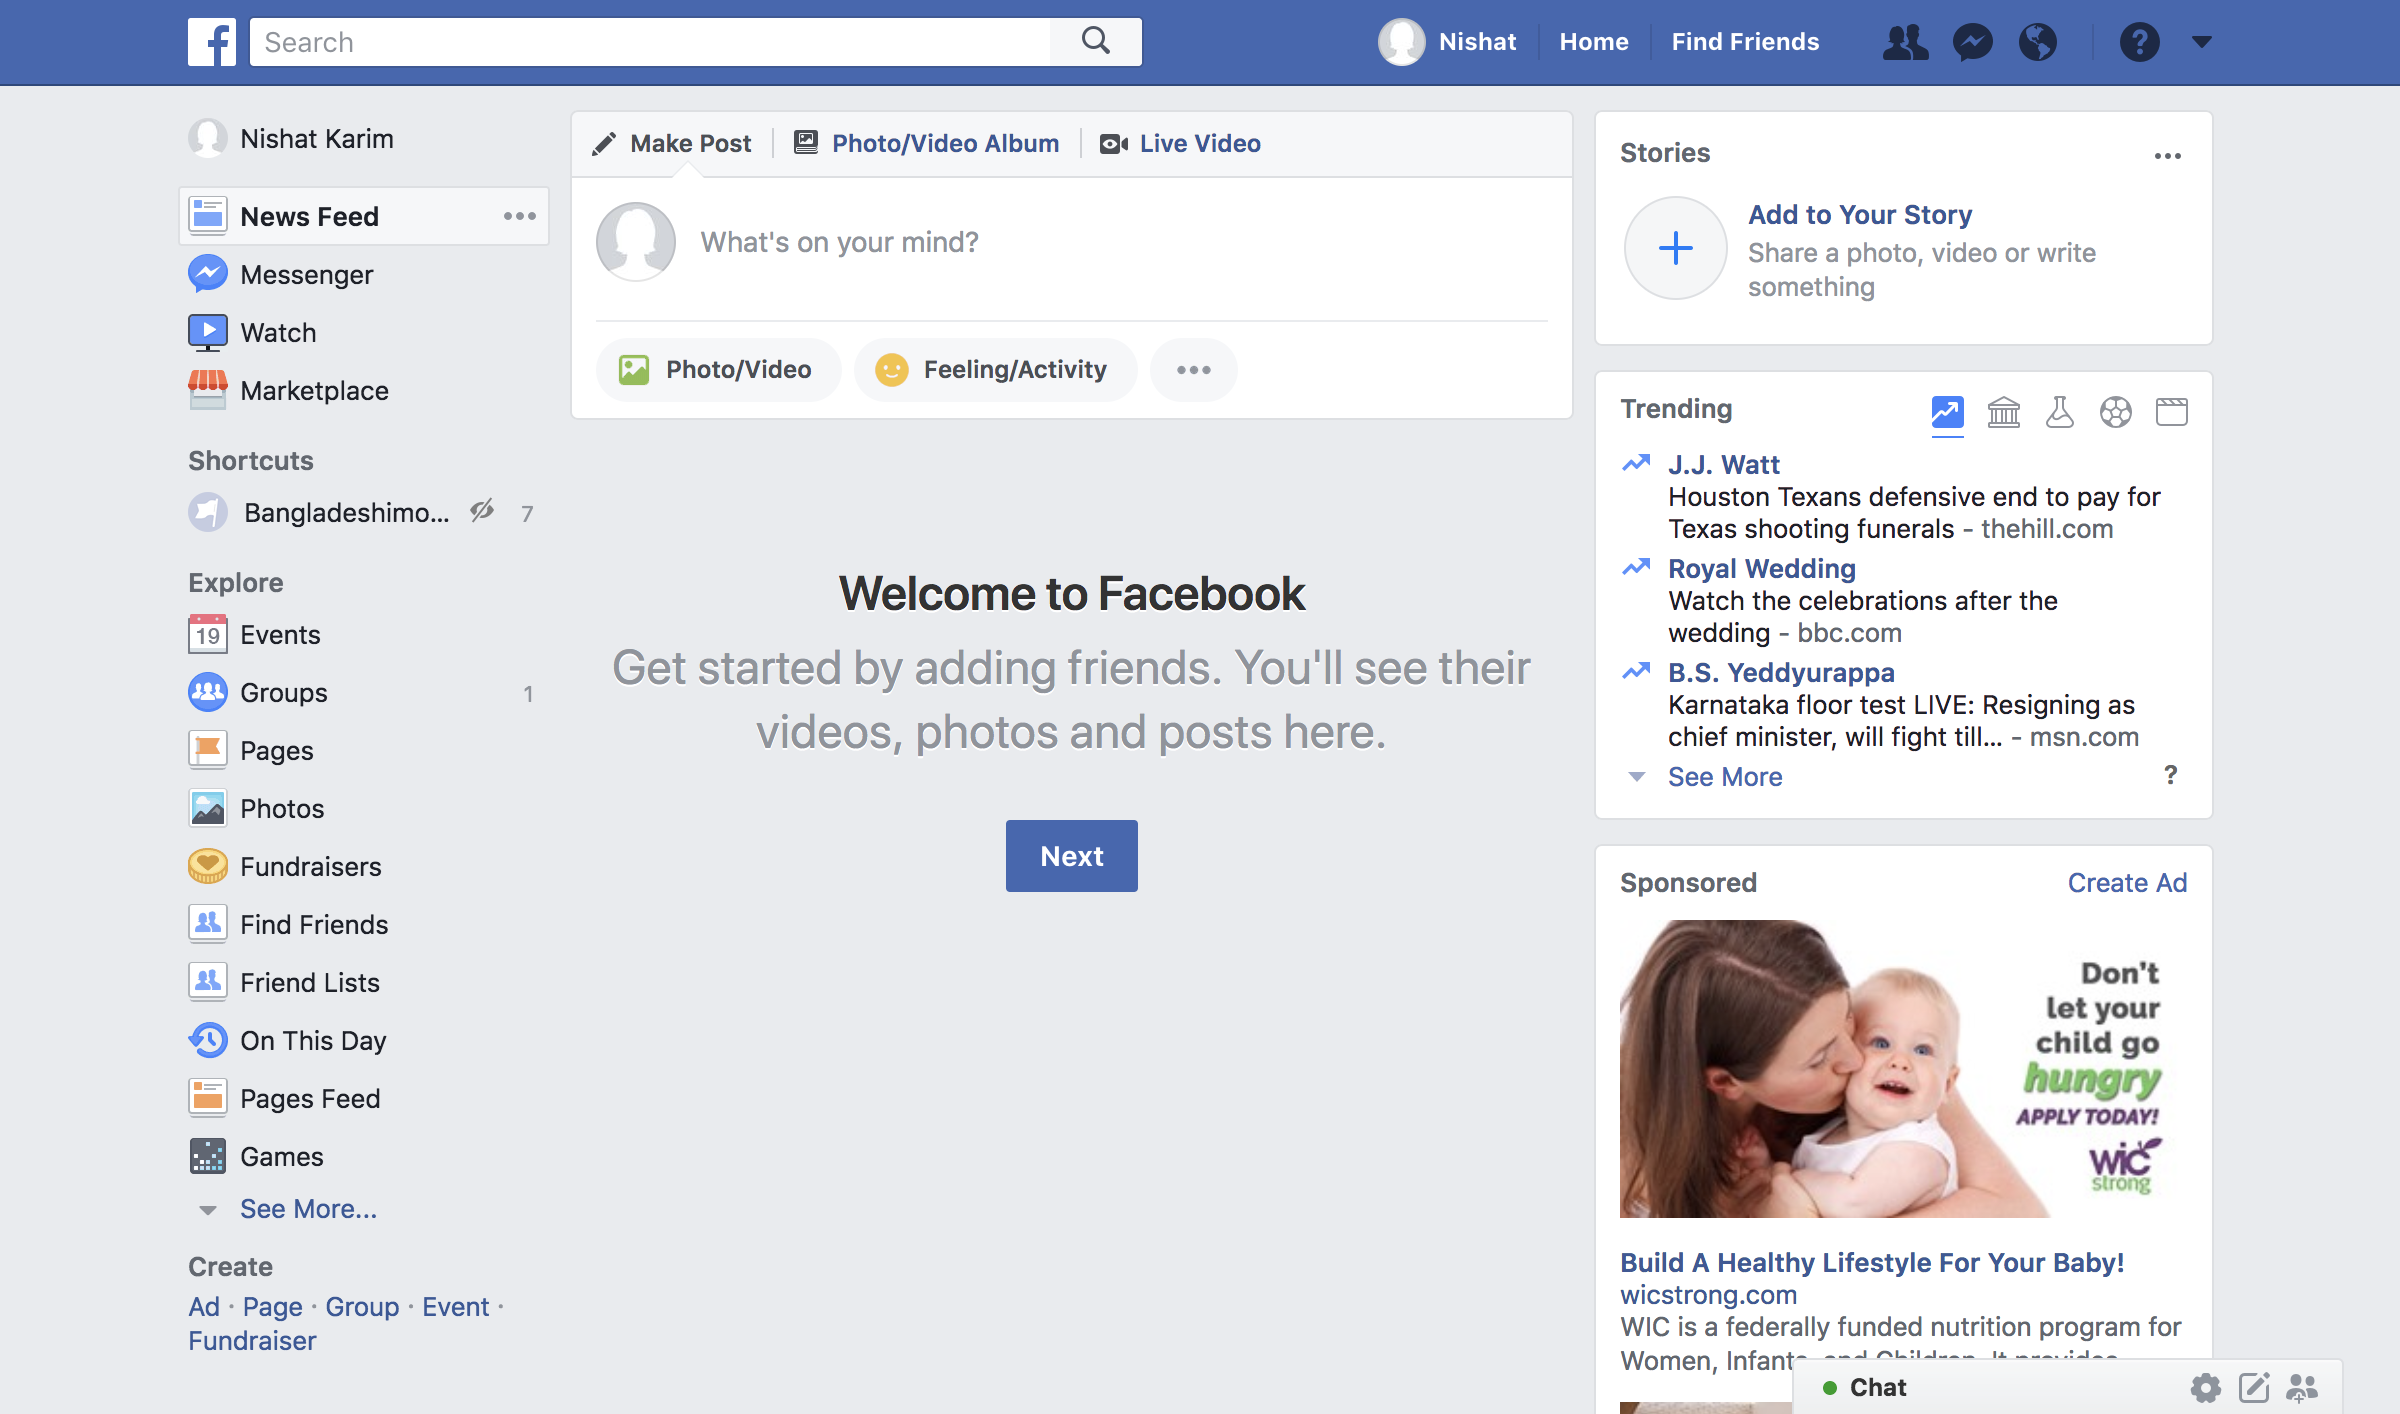 Search
Nishat
Home
Find Friends
Nishat Karim
News Feed
Messenger
Watch
Marketplace
Shortcuts
Bangladeshimo... 7
Explore
19 Events
Groups 1
Pages
Photos
Fundraisers
Find Friends
Friend Lists
On This Day
Pages Feed
Games
See More...
Create
Ad · Page · Group · Event ·
Fundraiser
Make Post
Photo/Video Album
Live Video
What's on your mind?
Photo/Video
Feeling/Activity
Welcome to Facebook
Get started by adding friends. You'll see their
videos, photos and posts here.
Next
Stories
Add to Your Story
Share a photo, video or write
something
Trending
J.J. Watt
Houston Texans defensive end to pay for
Texas shooting funerals - thehill.com
Royal Wedding
Watch the celebrations after the
wedding - bbc.com
B.S. Yeddyurappa
Karnataka floor test LIVE: Resigning as
chief minister, will fight till... - msn.com
See More ?
Sponsored
Create Ad
Don't
let your
child go
hungry
APPLY TODAY!
wic
strong
Build A Healthy Lifestyle For Your Baby!
wicstrong.com
WIC is a federally funded nutrition program for
Women, Infants, and Children. It provides
Chat